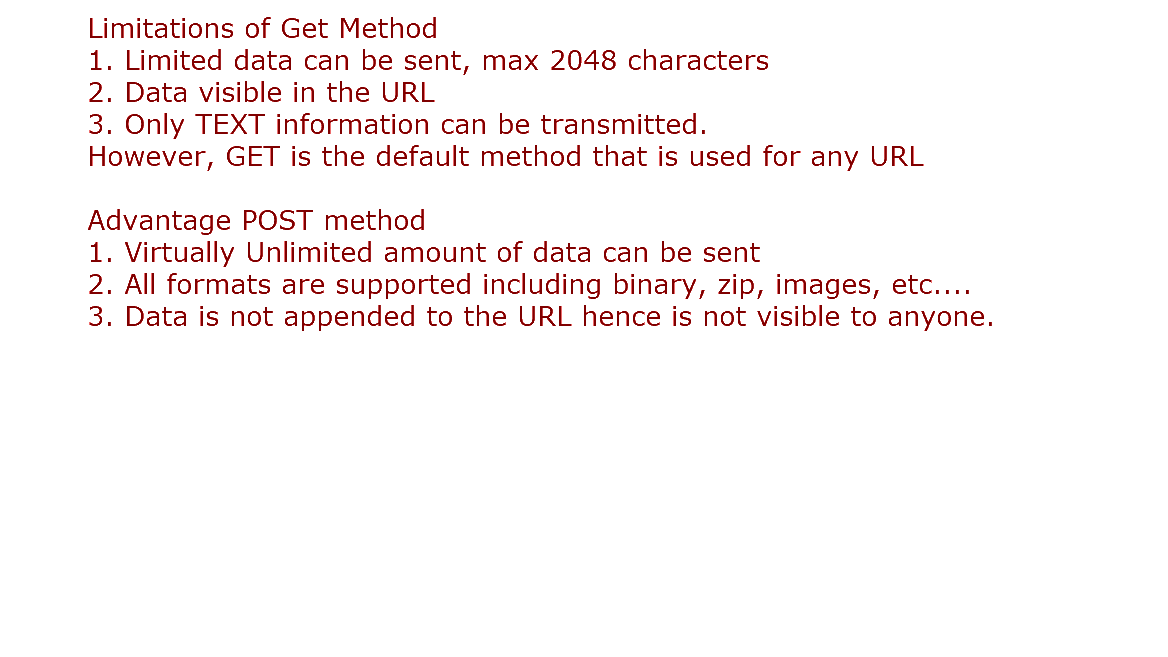 Limitations of Get Method
1. Limited data can be sent, max 2048 characters
2. Data visible in the URL
3. Only TEXT information can be transmitted.
However, GET is the default method that is used for any URL
Advantage POST method
1. Virtually Unlimited amount of data can be sent
2. All formats are supported including binary, zip, images, etc....
3. Data is not appended to the URL hence is not visible to anyone.